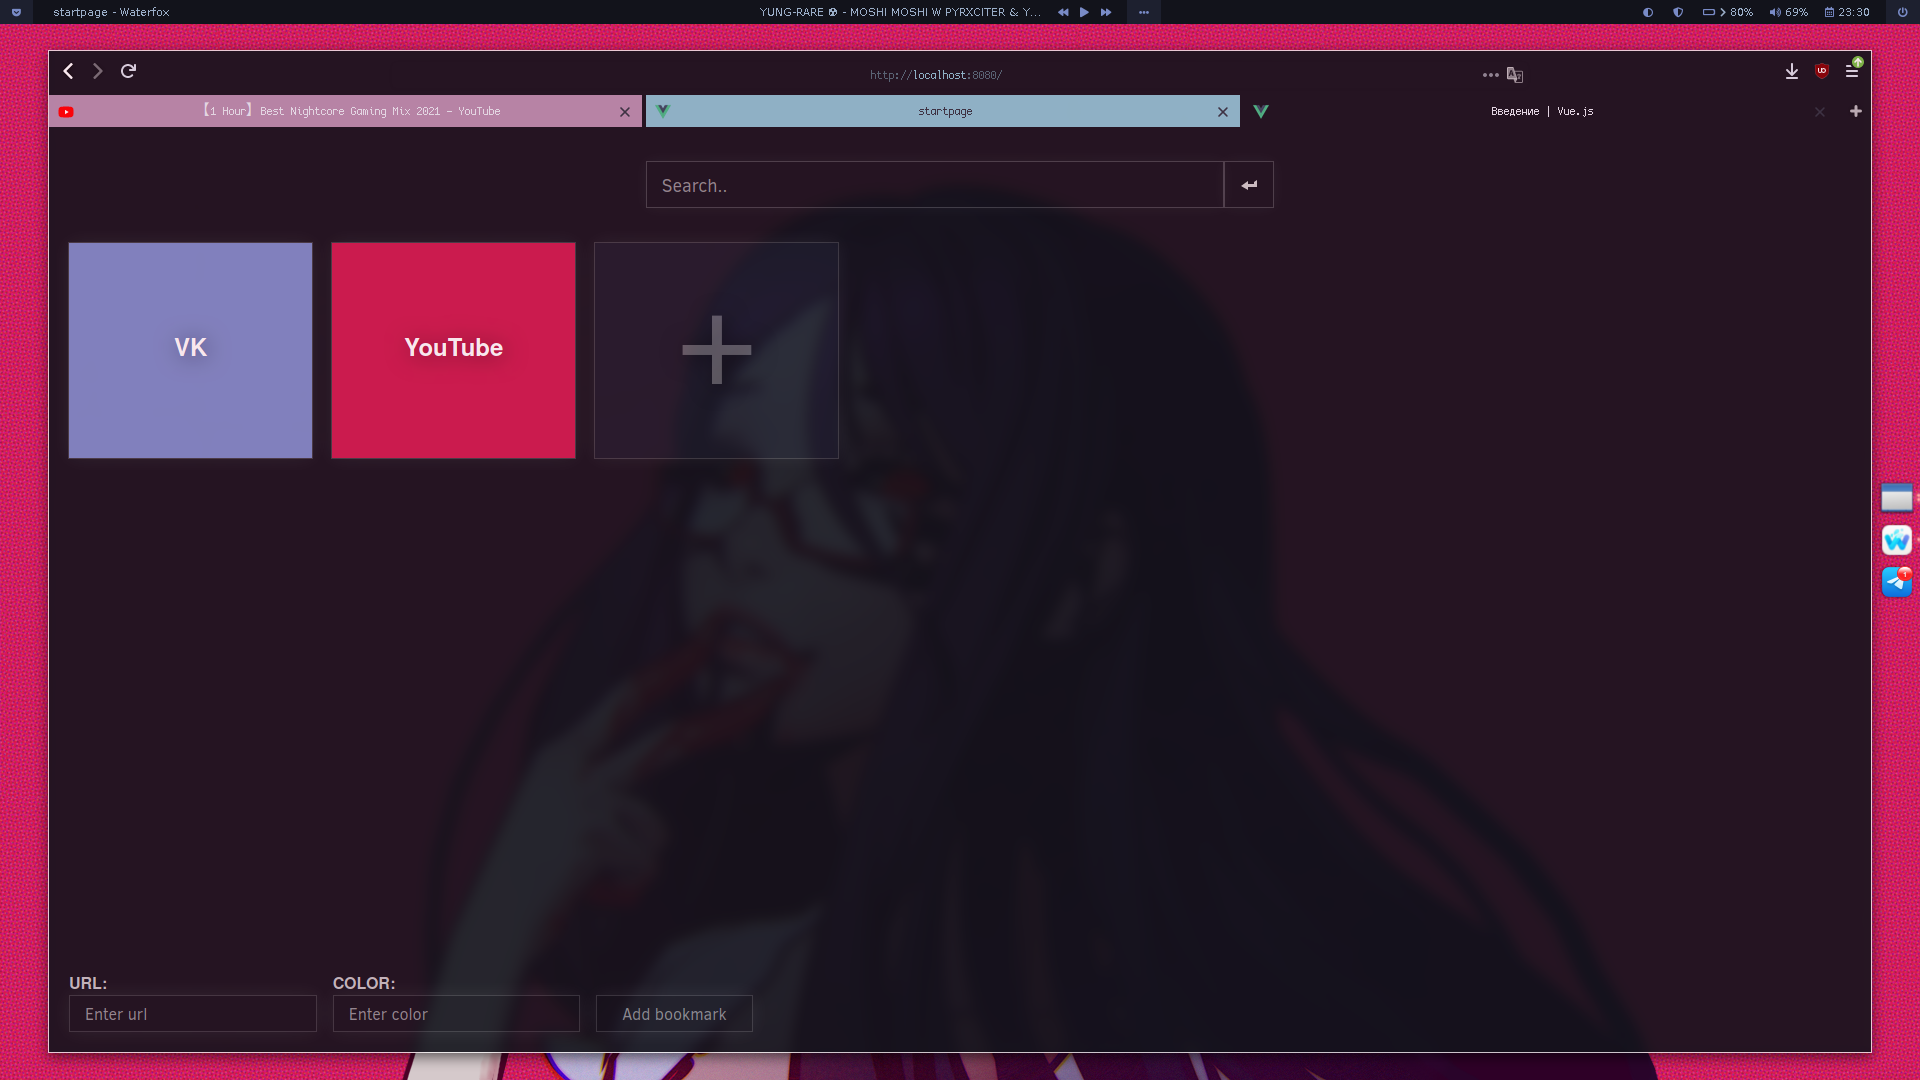 startpage - Waterfox
YUNG-RARE ☢ - MOSHI MOSHI W PYRXCITER & Y...
80%
69%
23:30
http://localhost:8080/
【1 Hour】Best Nightcore Gaming Mix 2021 - YouTube
startpage
Введение | Vue.js
Search..
VK
YouTube
URL:
COLOR:
Enter url
Enter color
Add bookmark